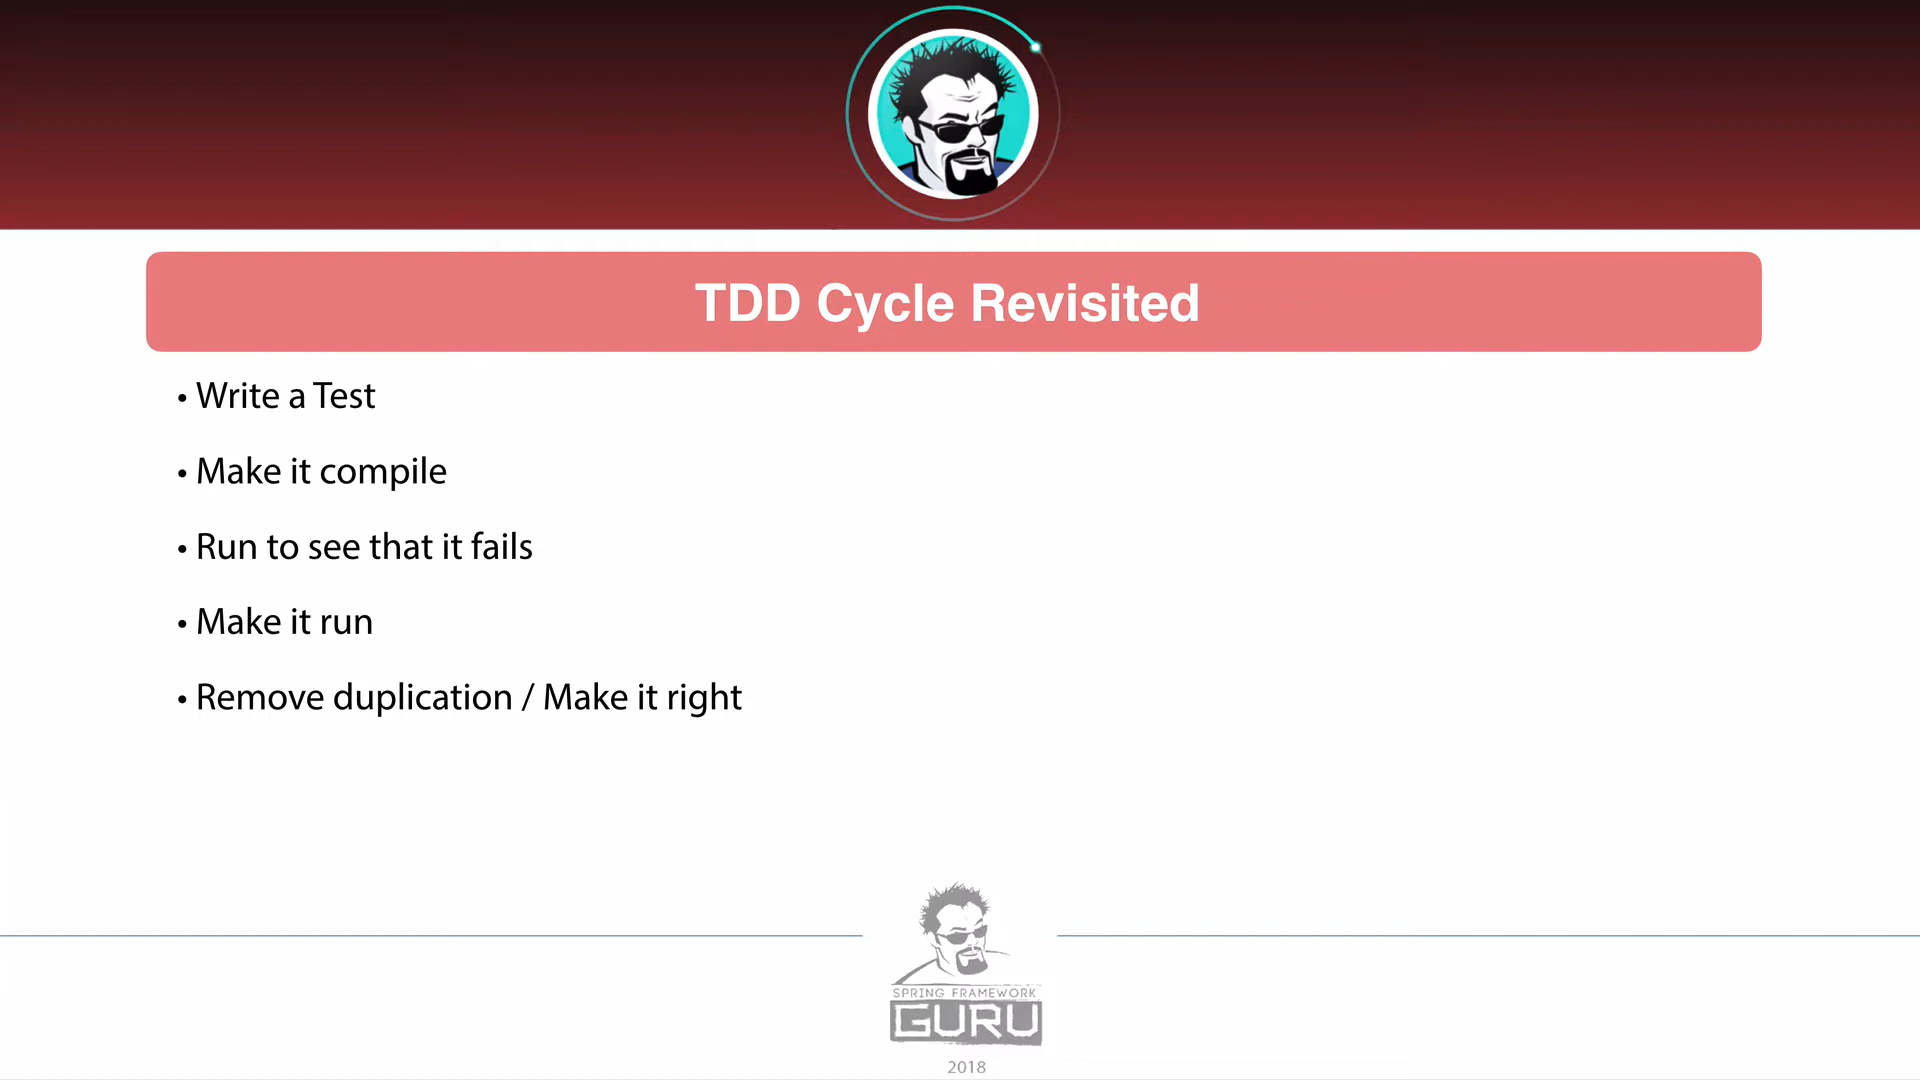 TDD Cycle Revisited
• Write a Test
• Make it compile
• Run to see that it fails
• Make it run
• Remove duplication / Make it right
SPRING FRAMEWORK
GURU
2018